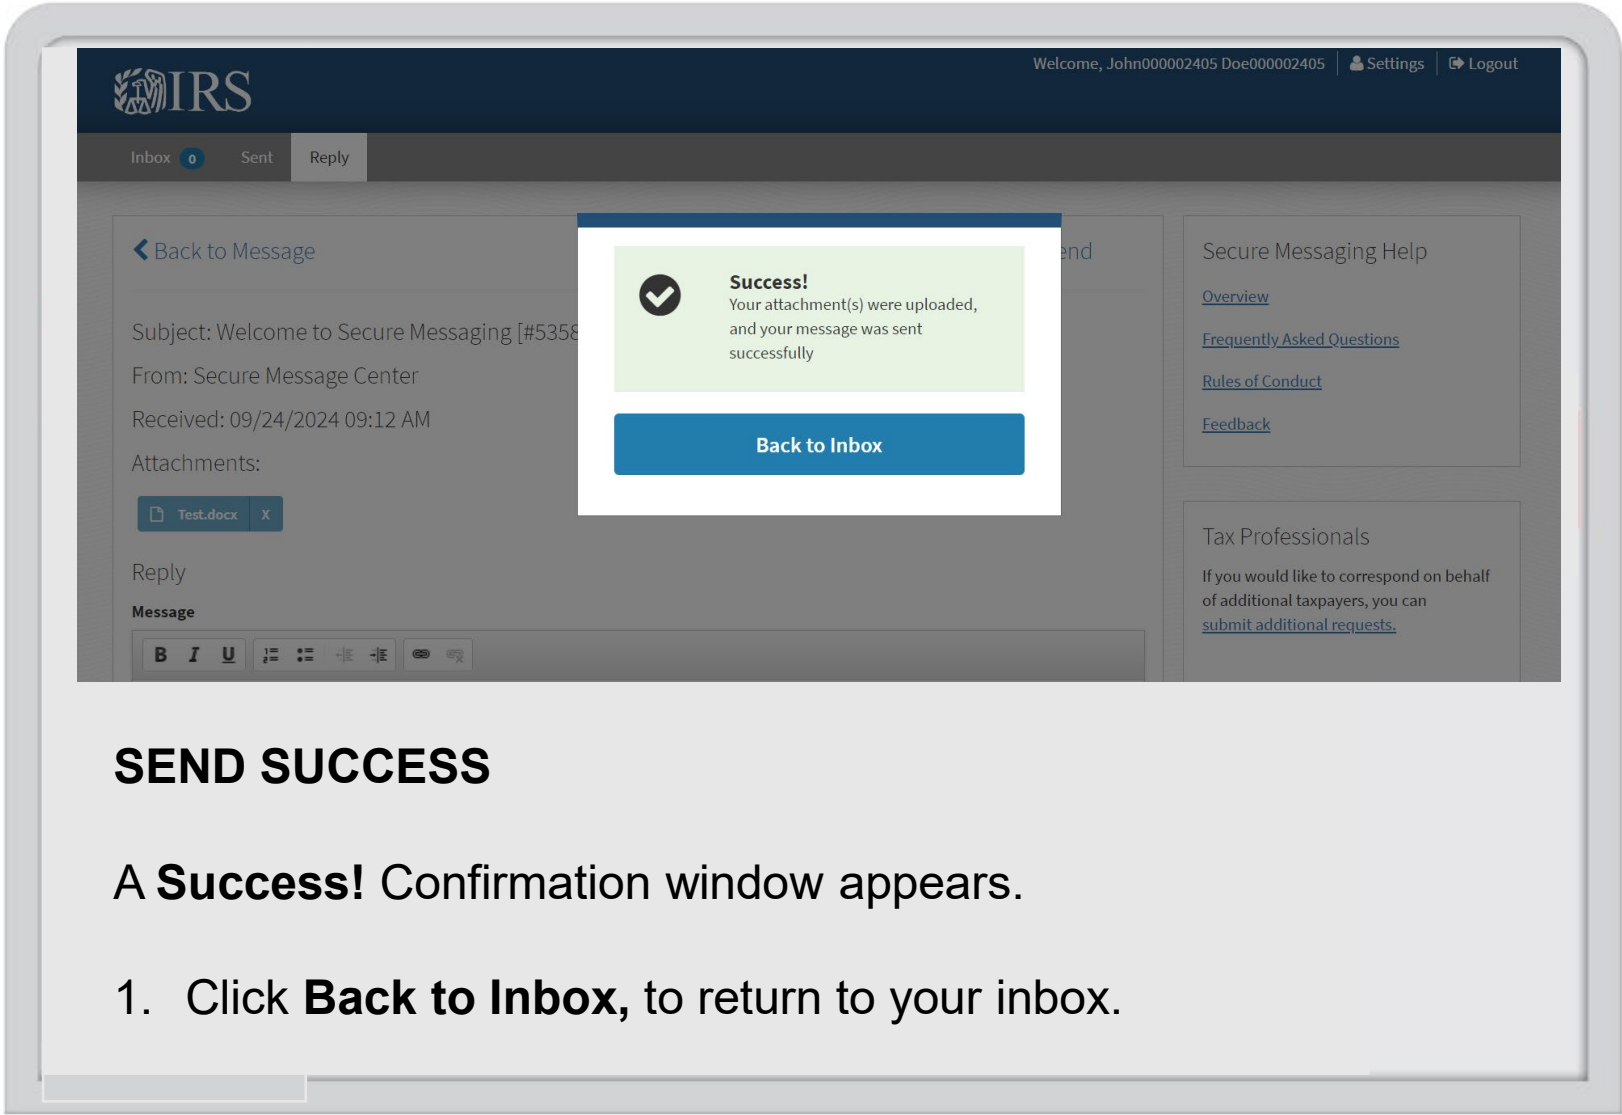 IRS
Welcome, John000002405 Doe000002405 Settings Logout
Inbox 0 Sent Reply
Back to Message
end
Subject: Welcome to Secure Messaging [#5358
From: Secure Message Center
Received: 09/24/2024 09:12 AM
Attachments:
Test.docx X
Reply
Message
B I U
Success!
Your attachment(s) were uploaded,
and your message was sent
successfully
Back to Inbox
Secure Messaging Help
Overview
Frequently Asked Questions
Rules of Conduct
Feedback
Tax Professionals
If you would like to correspond on behalf
of additional taxpayers, you can
submit additional requests.
SEND SUCCESS
A Success! Confirmation window appears.
1. Click Back to Inbox, to return to your inbox.